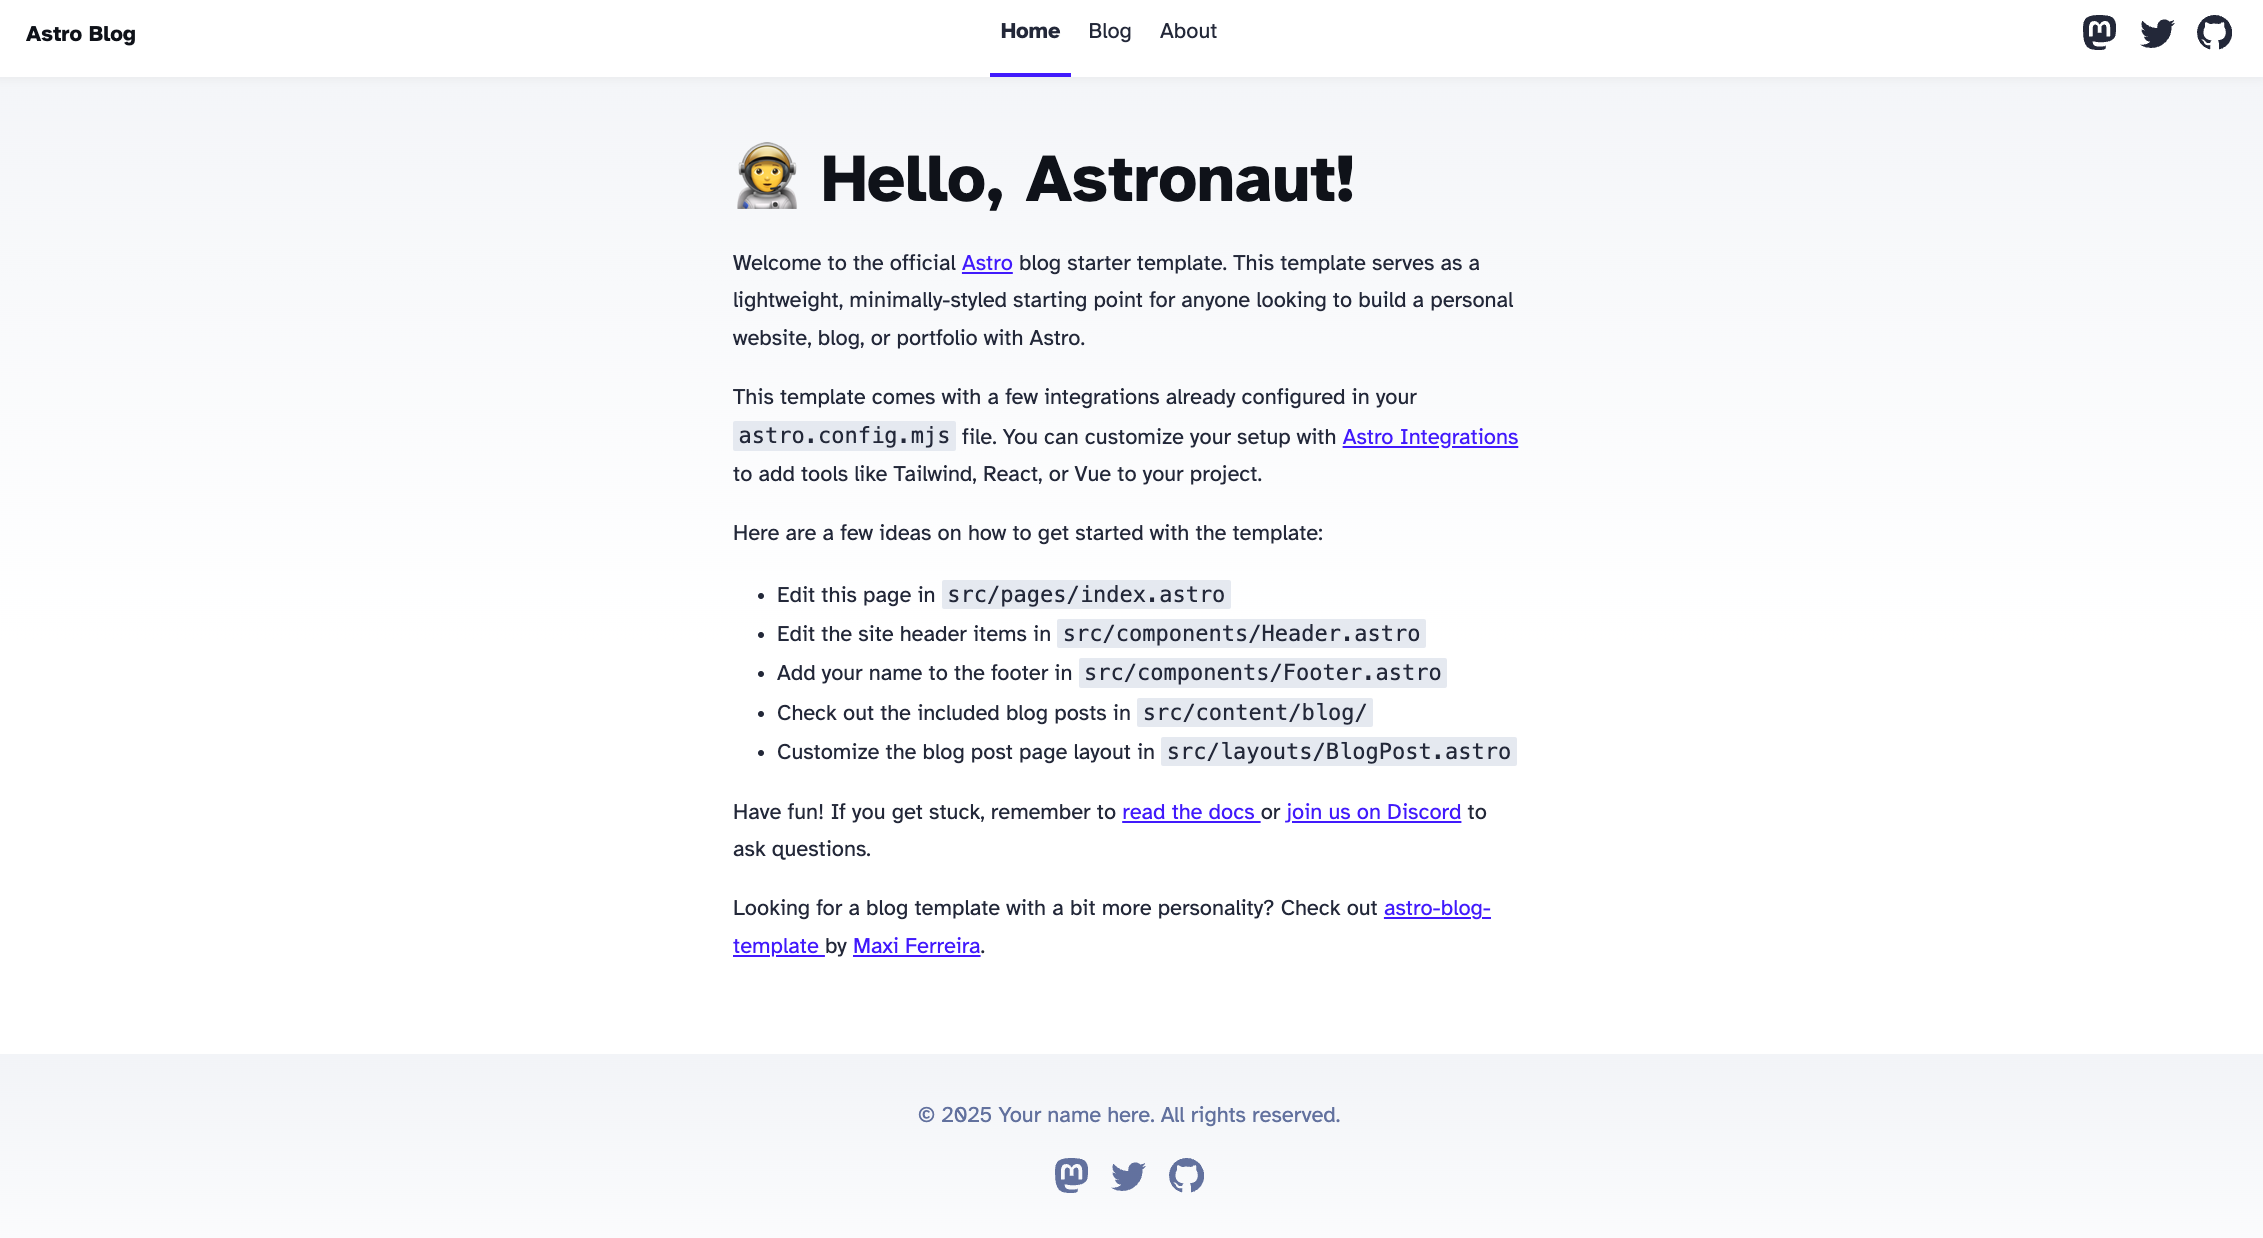 Astro Blog
Home Blog About
Hello, Astronaut!
Welcome to the official Astro blog starter template. This template serves as a
lightweight, minimally-styled starting point for anyone looking to build a personal
website, blog, or portfolio with Astro.
This template comes with a few integrations already configured in your
astro.config.mjs file. You can customize your setup with Astro Integrations
to add tools like Tailwind, React, or Vue to your project.
Here are a few ideas on how to get started with the template:
• Edit this page in src/pages/index.astro
• Edit the site header items in src/components/Header.astro
• Add your name to the footer in src/components/Footer.astro
• Check out the included blog posts in src/content/blog/
• Customize the blog post page layout in src/layouts/BlogPost.astro
Have fun! If you get stuck, remember to read the docs or join us on Discord to
ask questions.
Looking for a blog template with a bit more personality? Check out astro-blog-
template by Maxi Ferreira.
© 2025 Your name here. All rights reserved.